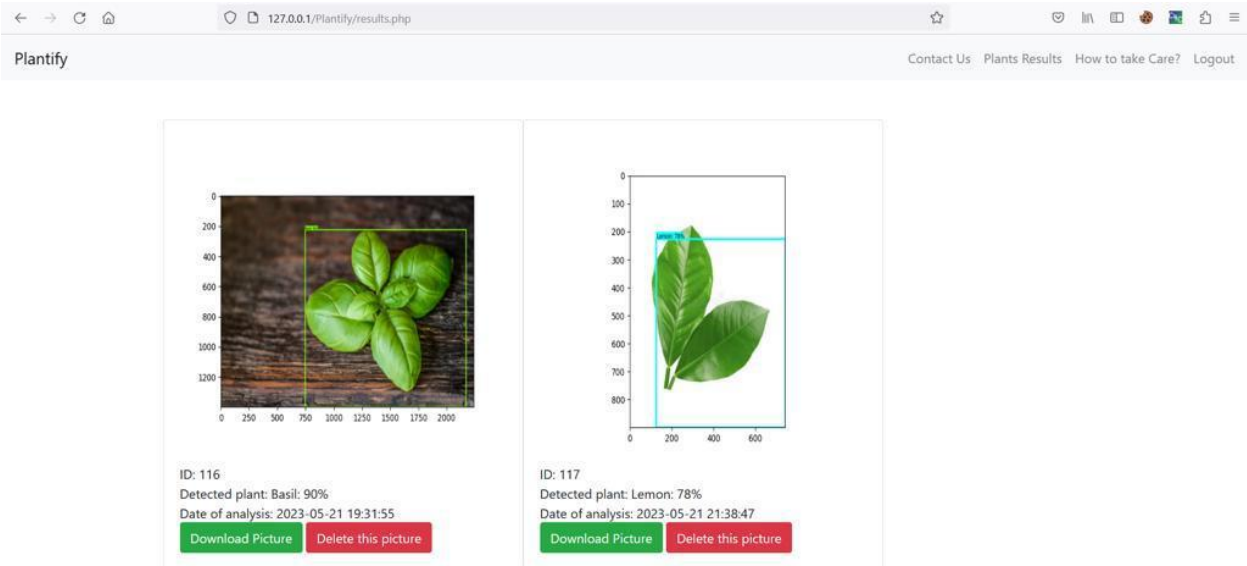 127.0.0.1/Plantify/results.php
Plantify
Contact Us Plants Results How to take Care? Logout
0
200
400
600
800
1000
1200
0 250 500 750 1000 1250 1500 1750 2000
0
100
200
Lemon: 78%
300
400
500
600
700
800
0 200 400 600
ID: 116
Detected plant: Basil: 90%
Date of analysis: 2023-05-21 19:31:55
Download Picture Delete this picture
ID: 117
Detected plant: Lemon: 78%
Date of analysis: 2023-05-21 21:38:47
Download Picture Delete this picture